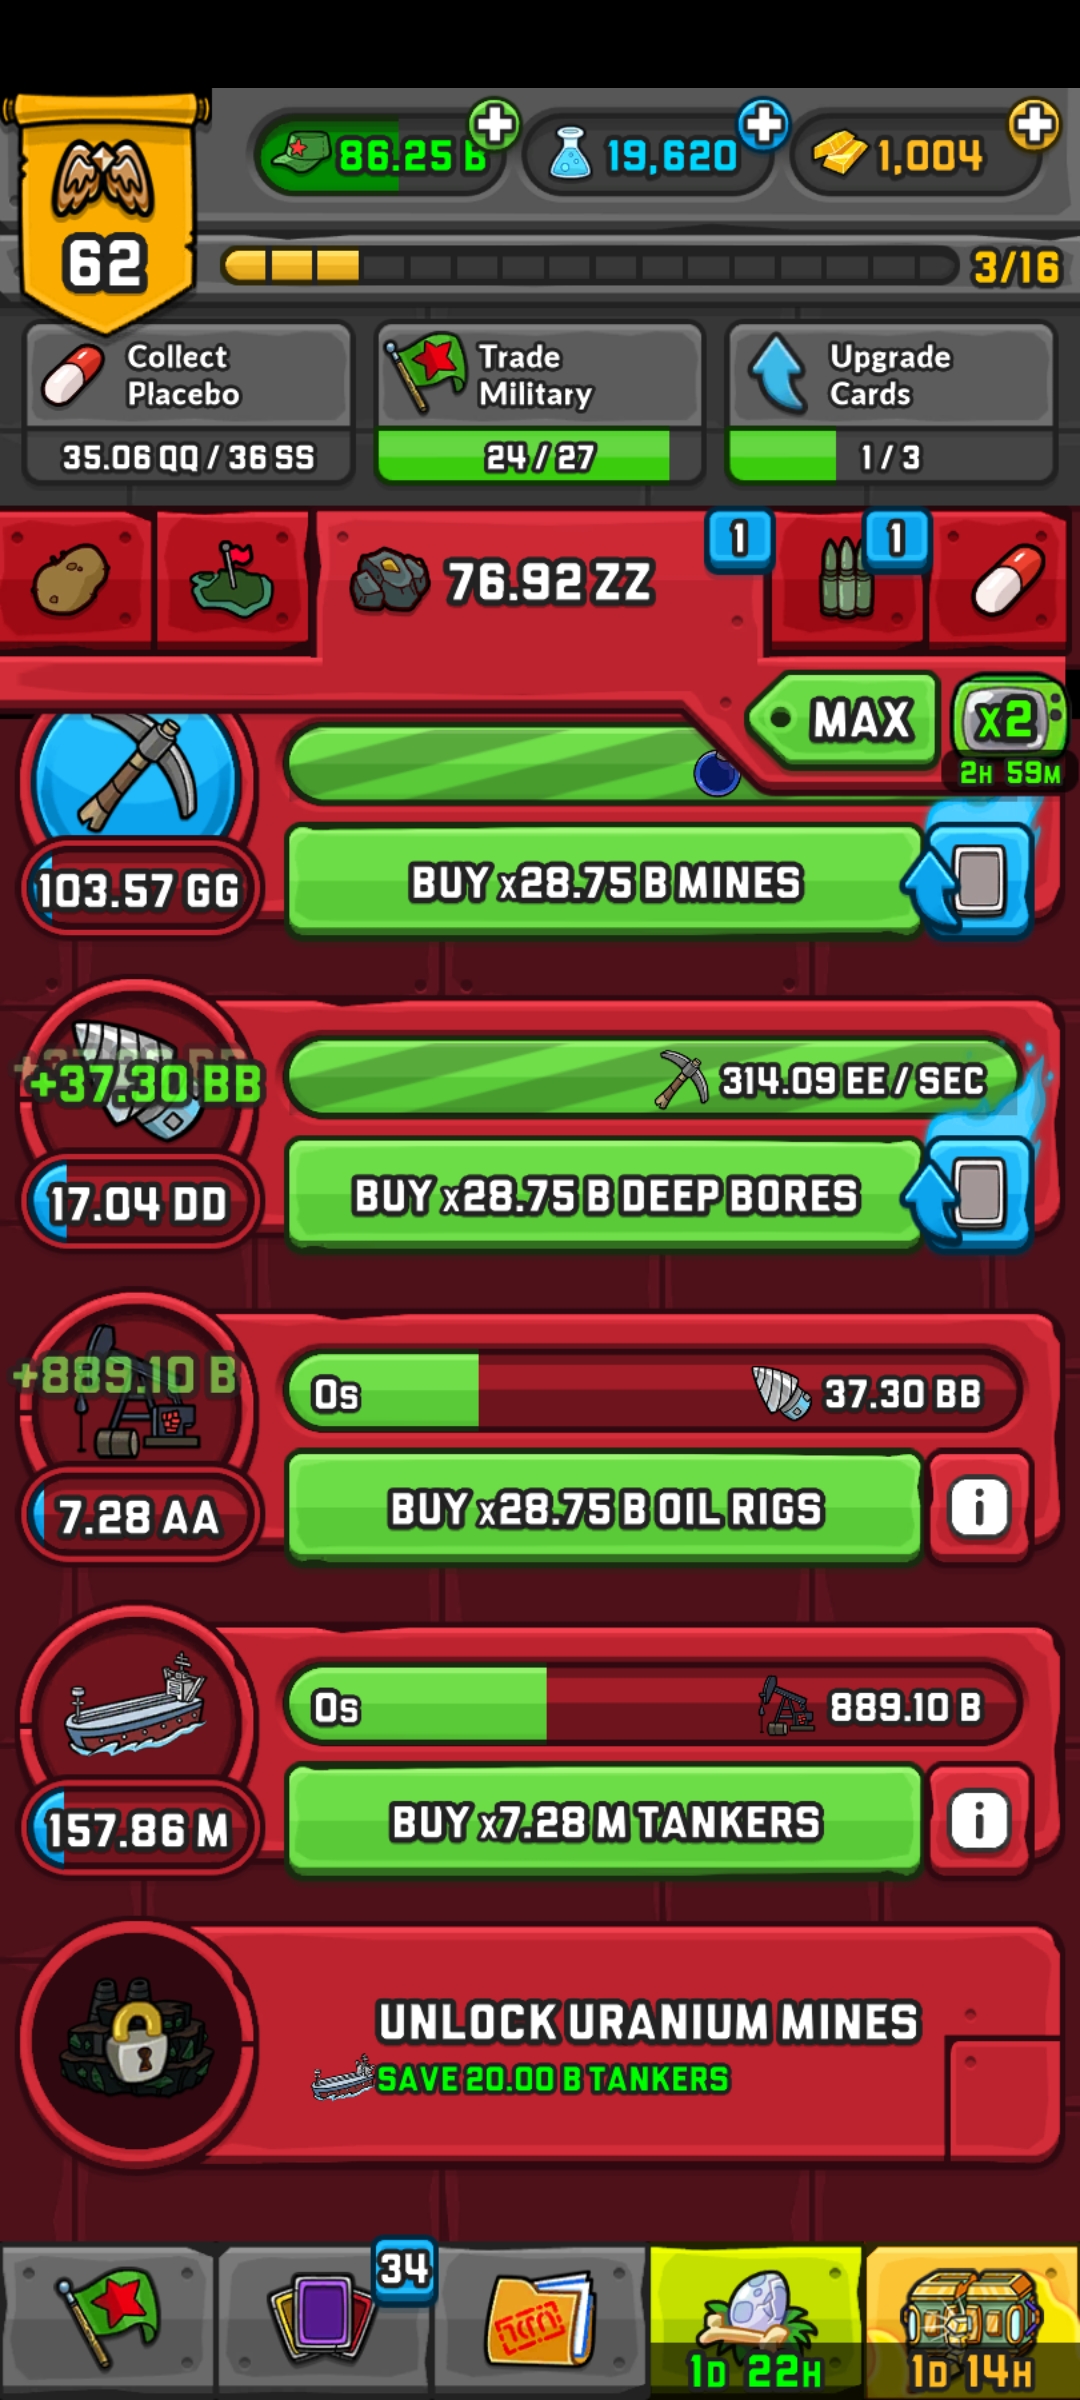 86.25 B
19,620
1,004
62
3/16
Collect
Placebo
Trade
Military
Upgrade
Cards
35.06 QQ / 36 SS
24 / 27
1 / 3
76.92 ZZ
1
1
MAX
x2
2H 59M
103.57 GG
BUY x28.75 B MINES
+37.30 BB
314.09 EE / SEC
17.04 DD
BUY x28.75 B DEEP BORES
+889.10 B
0s
37.30 BB
7.28 AA
BUY x28.75 B OIL RIGS
i
0s
889.10 B
157.86 M
BUY x7.28 M TANKERS
i
UNLOCK URANIUM MINES
SAVE 20.00 B TANKERS
34
1D 22H
1D 14H